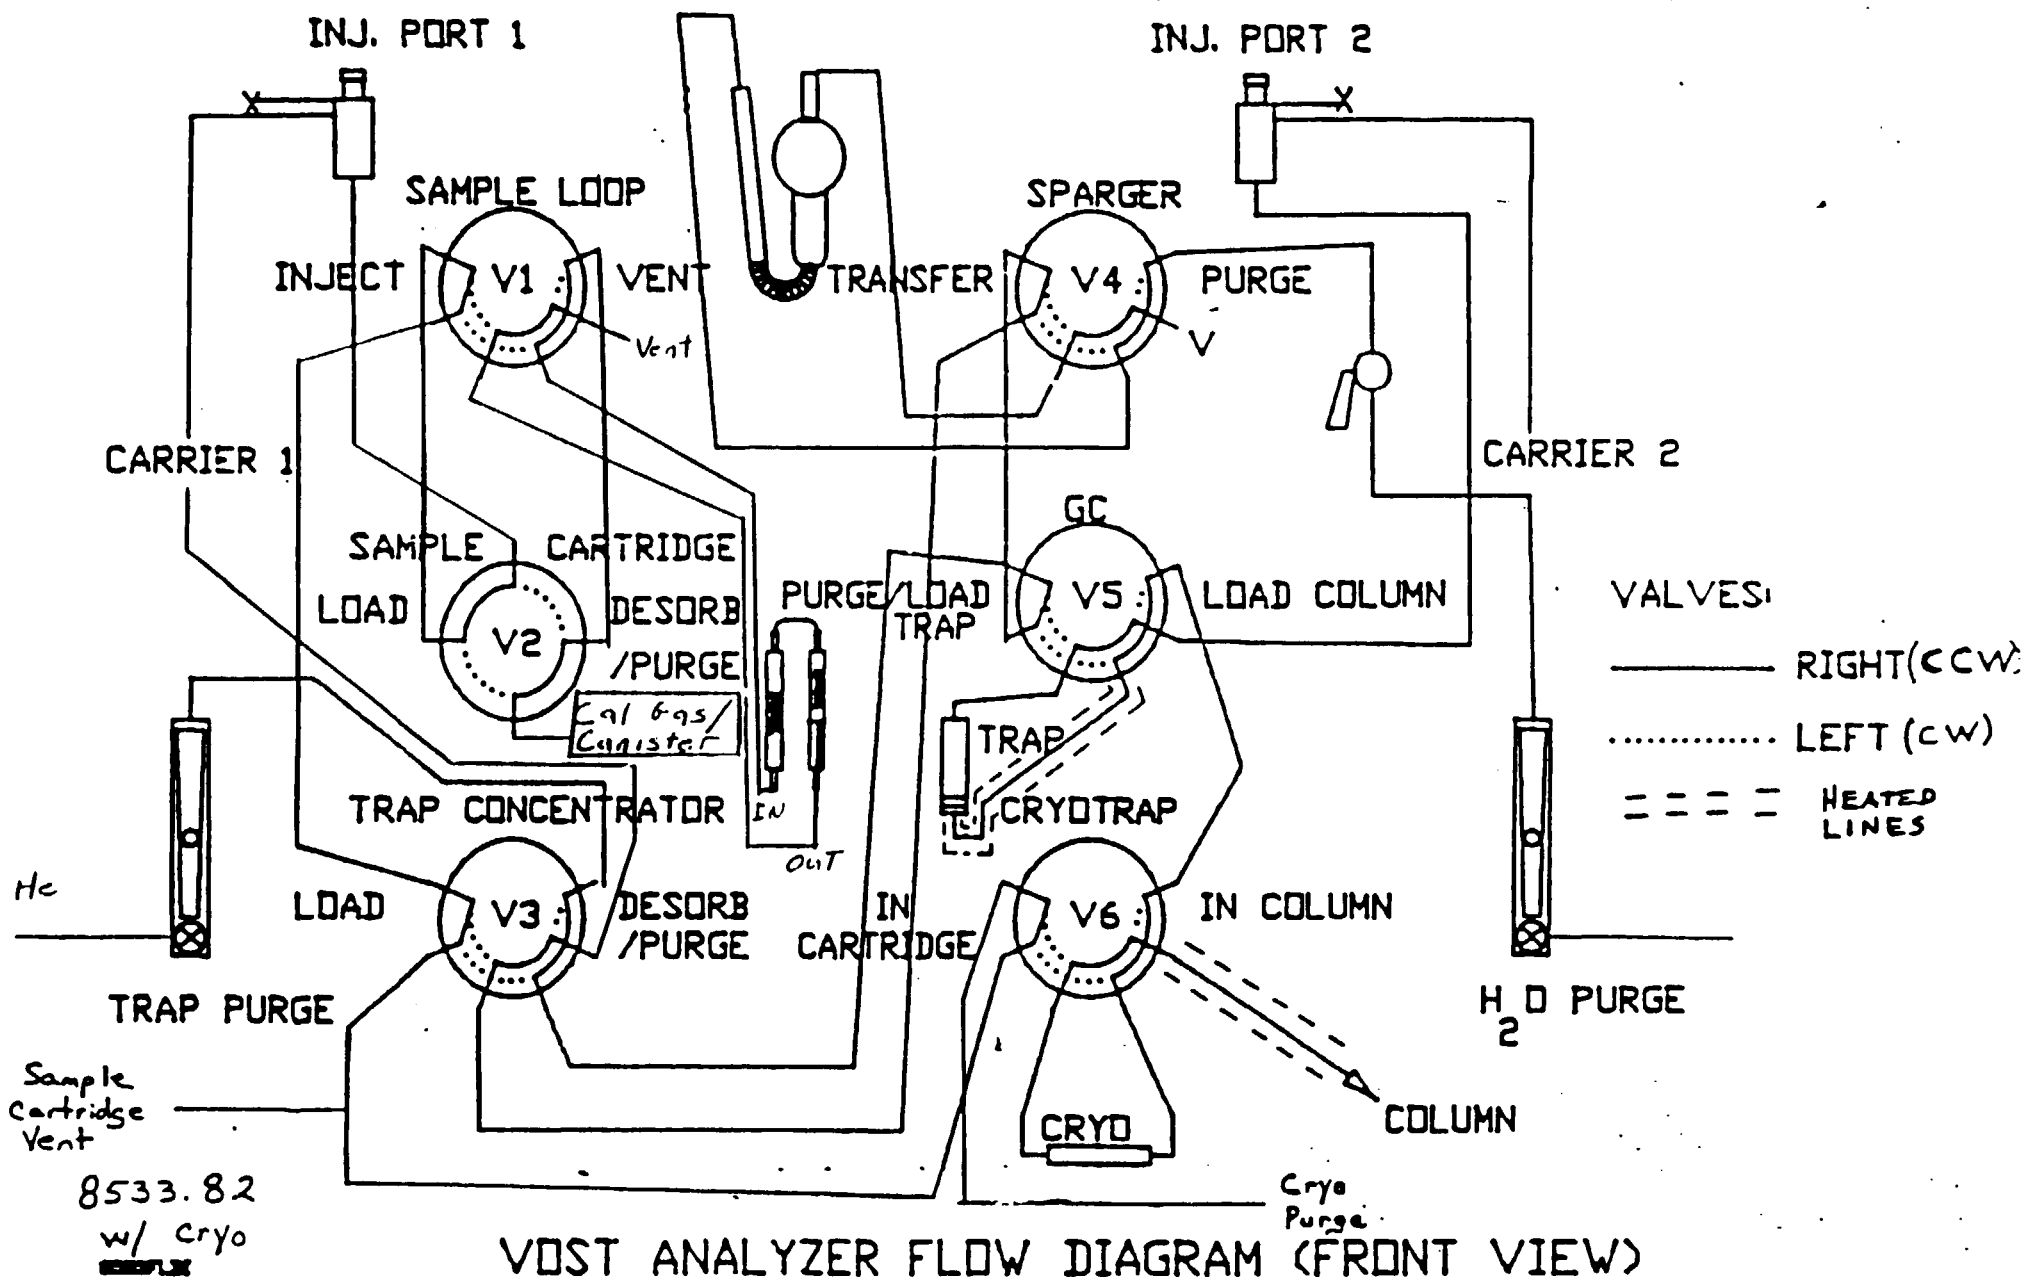 INJ. PORT 1
INJ. PORT 2
SAMPLE LOOP
SPARGER
INJECT
V1
VENT
TRANSFER
V4
PURGE
Vent
V
CARRIER 1
CARRIER 2
GC
SAMPLE CARTRIDGE
LOAD
V2
DESORB
/PURGE
PURGE/LOAD
TRAP
V5
LOAD COLUMN
VALVES:
RIGHT (CCW)
LEFT (CW)
HEATED
LINES
Cal Gas/
Canister
TRAP
CRYOTRAP
TRAP CONCENTRATOR
IN
OUT
He
LOAD
V3
DESORB
/PURGE
IN
CARTRIDGE
V6
IN COLUMN
TRAP PURGE
H2O PURGE
Sample
Cartridge
Vent
CRYO
COLUMN
8533.82
w/ Cryo
Cryo
Purge
VOST ANALYZER FLOW DIAGRAM (FRONT VIEW)